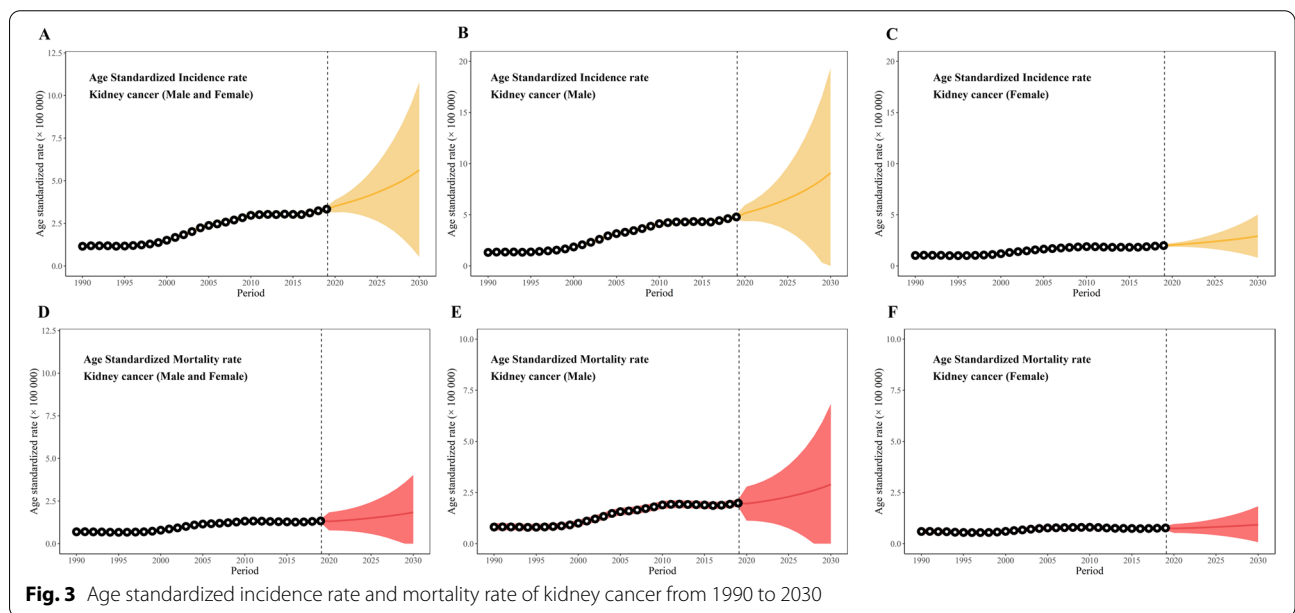 A
12.5
10.0
7.5
5.0
2.5
0.0
Age standardized rate (× 100 000)
Age Standardized Incidence rate
Kidney cancer (Male and Female)
1990 1995 2000 2005 2010 2015 2020 2025 2030
Period
B
20
15
10
5
0
Age standardized rate (× 100 000)
Age Standardized Incidence rate
Kidney cancer (Male)
1990 1995 2000 2005 2010 2015 2020 2025 2030
Period
C
20
15
10
5
0
Age standardized rate (× 100 000)
Age Standardized Incidence rate
Kidney cancer (Female)
1990 1995 2000 2005 2010 2015 2020 2025 2030
Period
D
12.5
10.0
7.5
5.0
2.5
0.0
Age standardized rate (× 100 000)
Age Standardized Mortality rate
Kidney cancer (Male and Female)
1990 1995 2000 2005 2010 2015 2020 2025 2030
Period
E
10.0
7.5
5.0
2.5
0.0
Age standardized rate (× 100 000)
Age Standardized Mortality rate
Kidney cancer (Male)
1990 1995 2000 2005 2010 2015 2020 2025 2030
Period
F
10.0
7.5
5.0
2.5
0.0
Age standardized rate (× 100 000)
Age Standardized Mortality rate
Kidney cancer (Female)
1990 1995 2000 2005 2010 2015 2020 2025 2030
Period
Fig. 3 Age standardized incidence rate and mortality rate of kidney cancer from 1990 to 2030